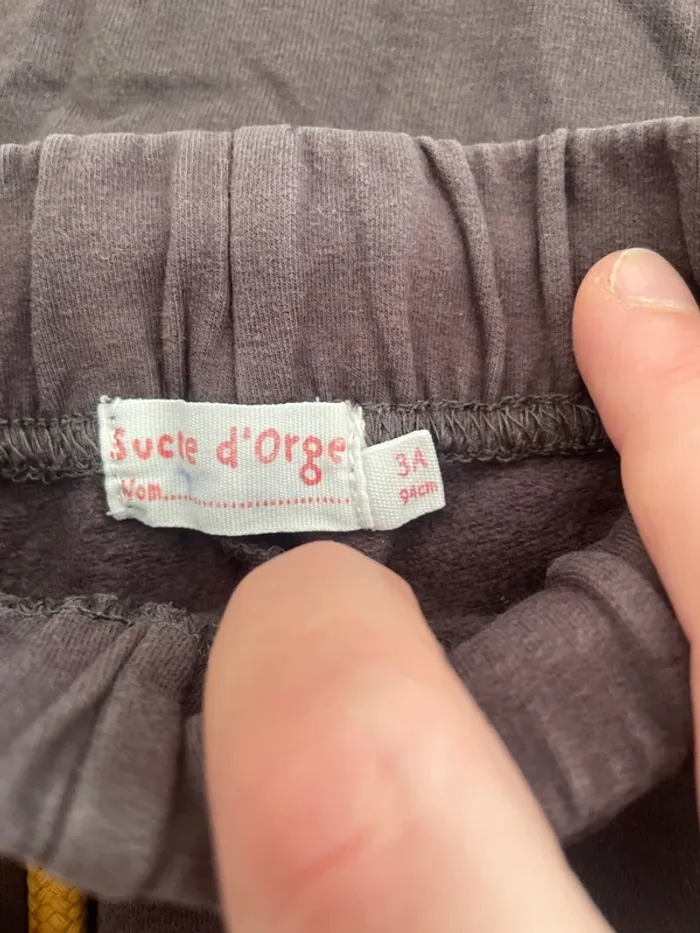 Sucre d'Orge
Nom......................
3A
94cm